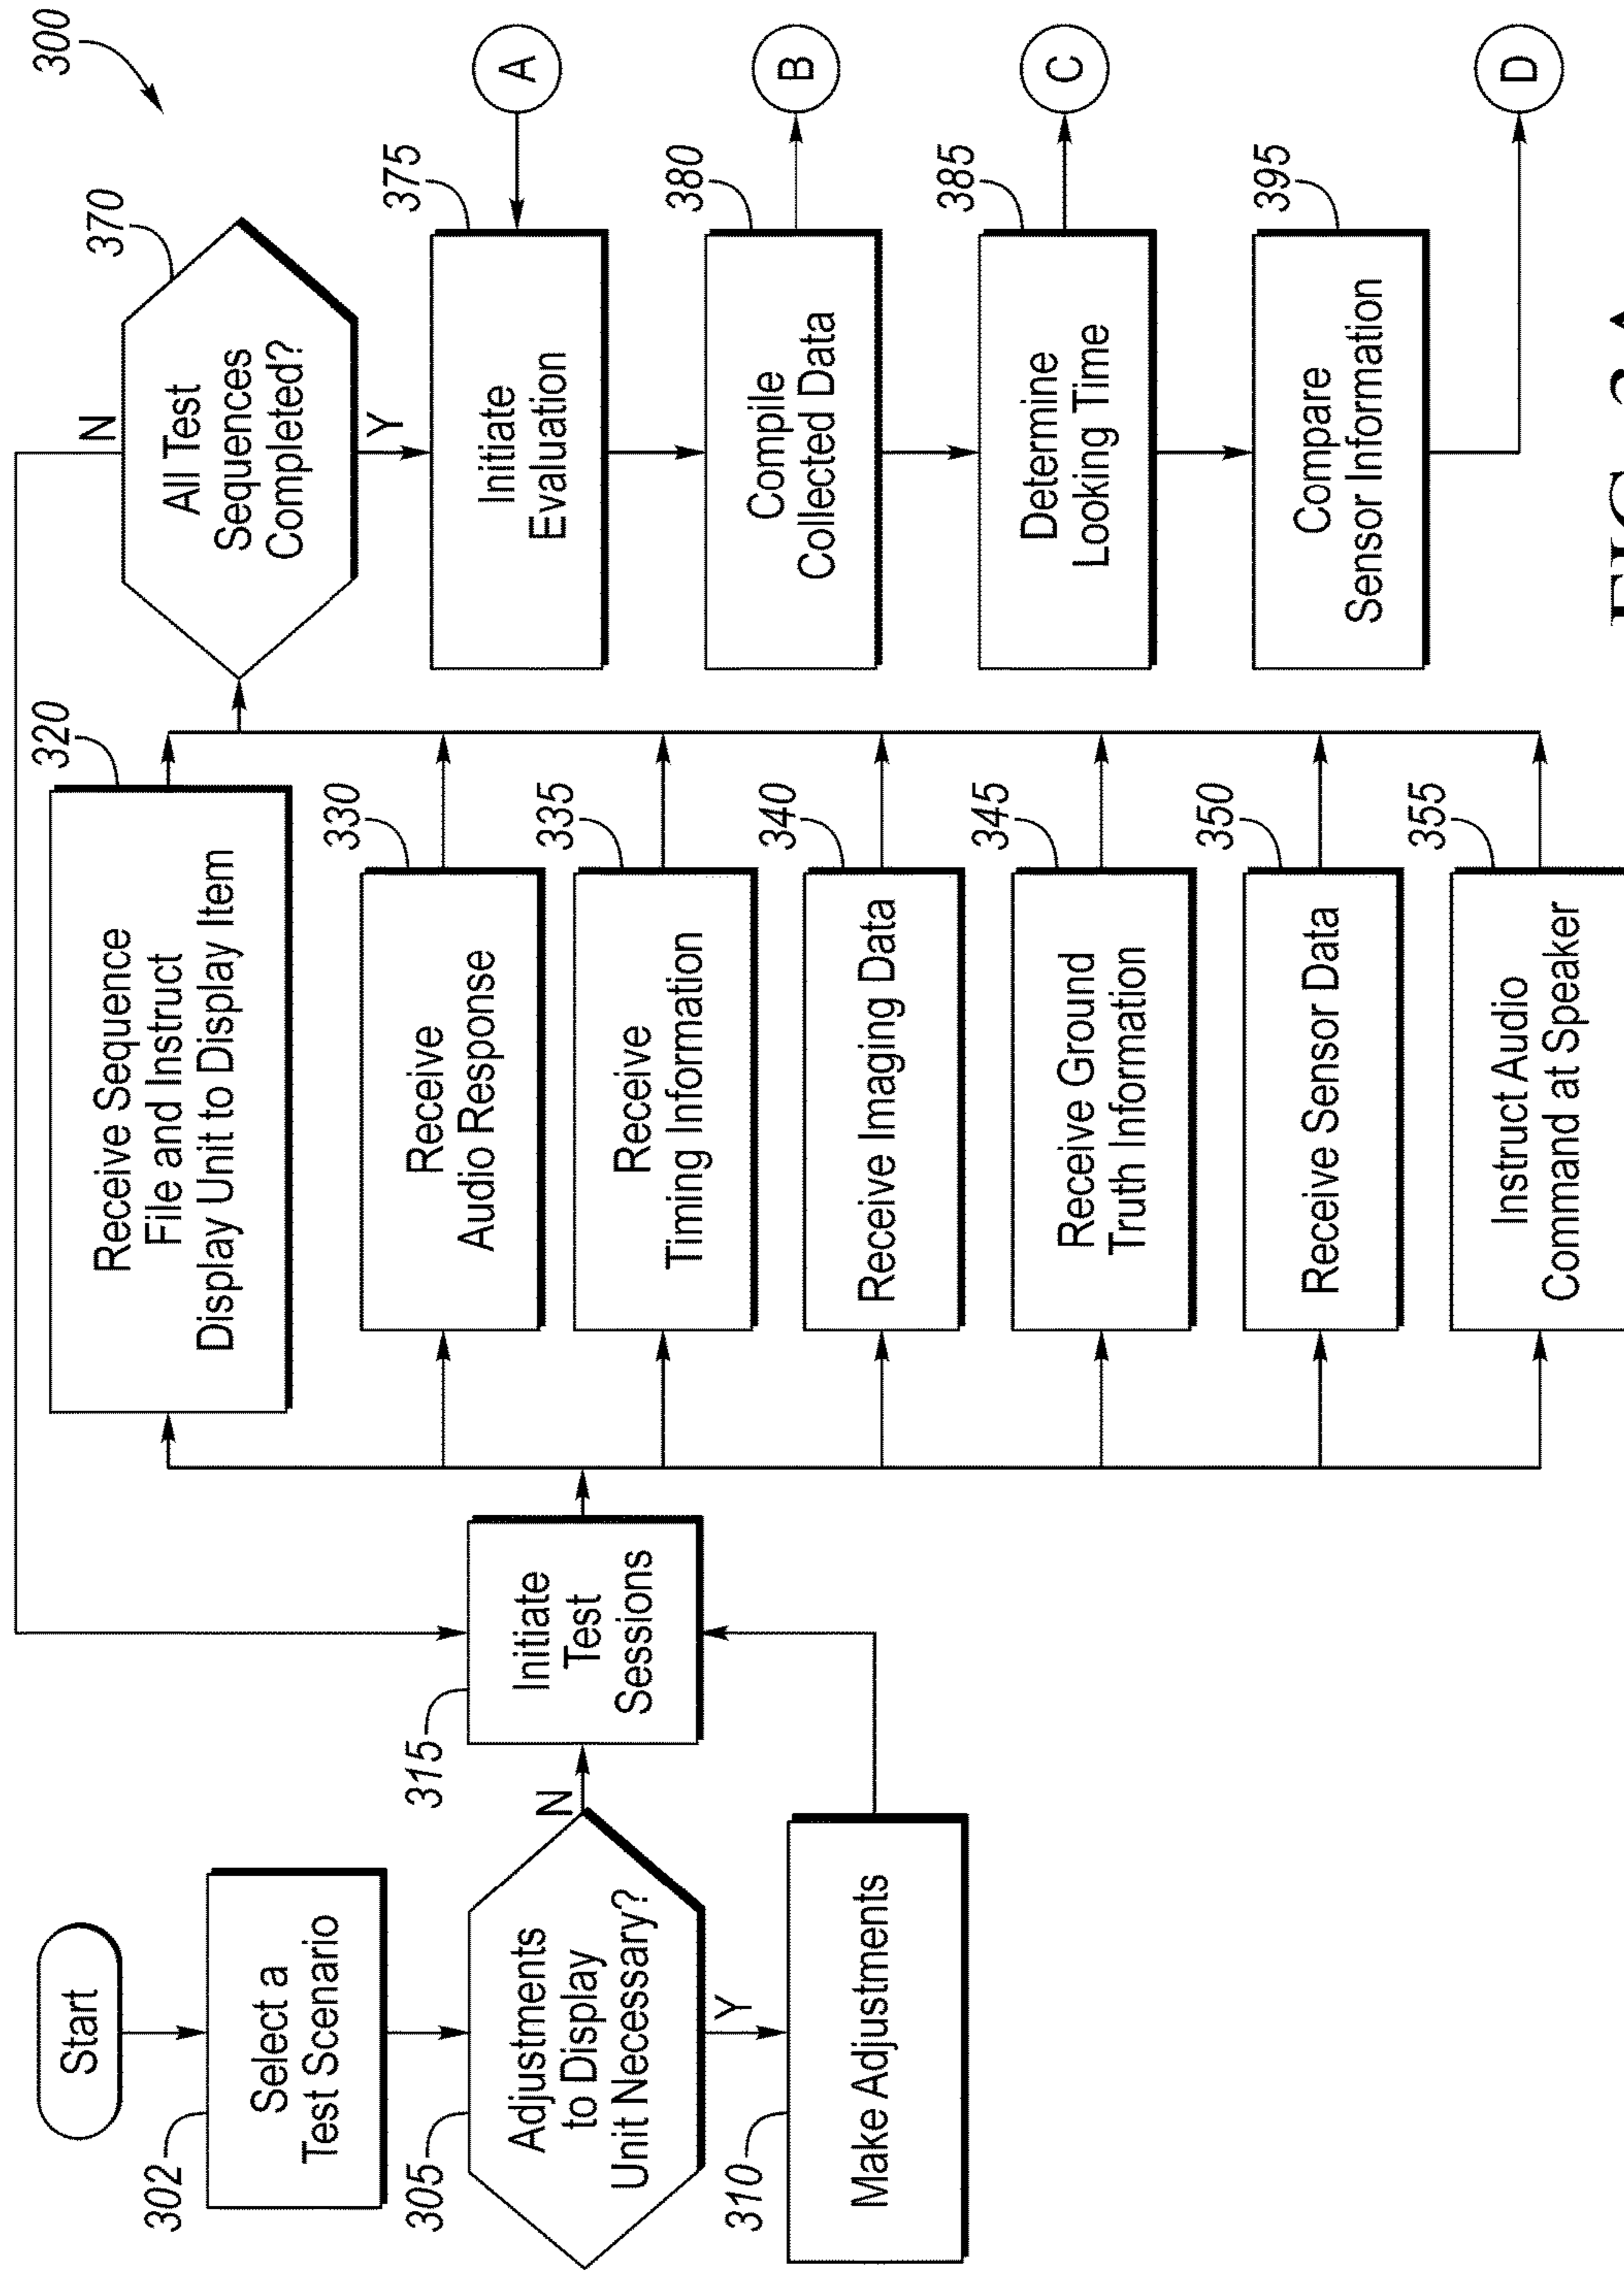 300
Start
302
Select a
Test Scenario
305
Adjustments
to Display
Unit Necessary?
N
Y
310
Make Adjustments
315
Initiate
Test
Sessions
320
Receive Sequence
File and Instruct
Display Unit to Display Item
330
Receive
Audio Response
335
Receive
Timing Information
340
Receive Imaging Data
345
Receive Ground
Truth Information
350
Receive Sensor Data
355
Instruct Audio
Command at Speaker
370
All Test
Sequences
Completed?
N
Y
375
Initiate
Evaluation
A
380
Compile
Collected Data
B
385
Determine
Looking Time
C
395
Compare
Sensor Information
D